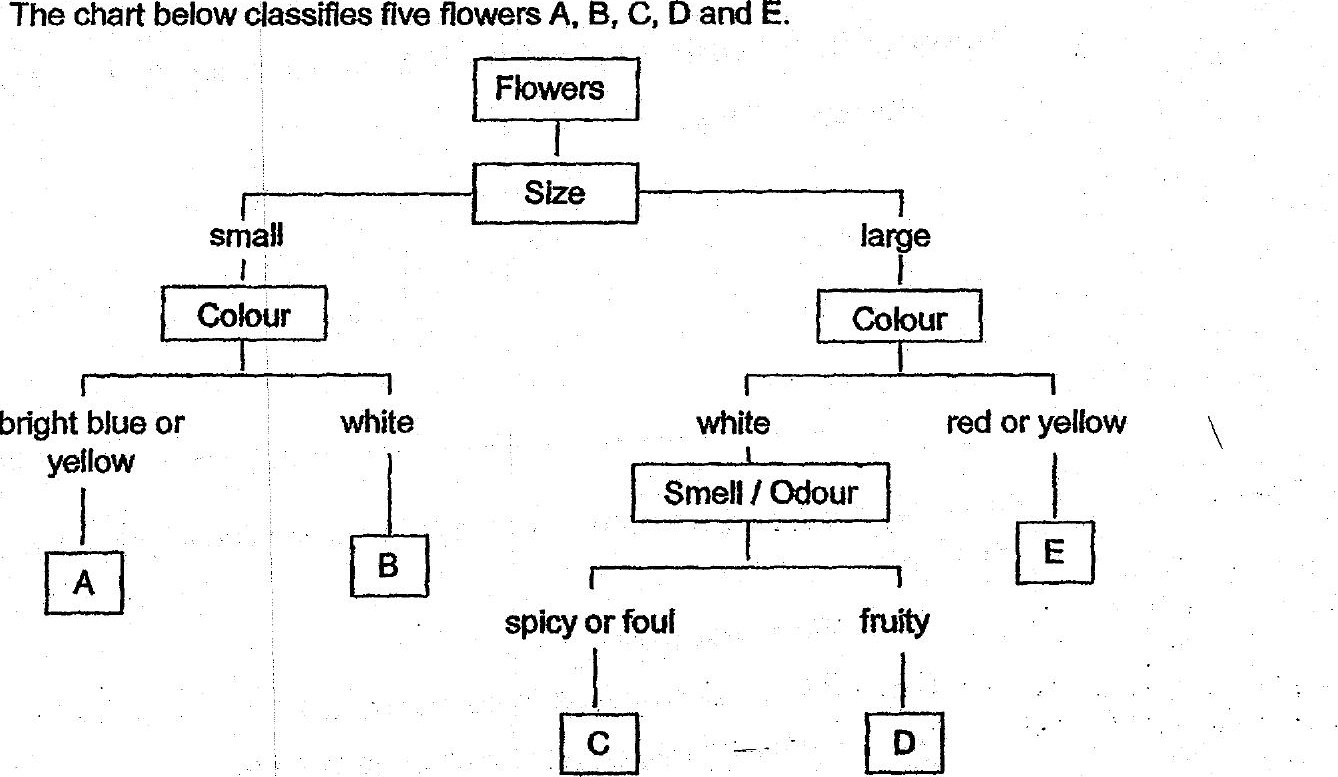 The chart below classifies five flowers A, B, C, D and E.
Flowers
Size
small
large
Colour
Colour
bright blue or
yellow
white
white
red or yellow
Smell / Odour
A
B
E
spicy or foul
fruity
C
D